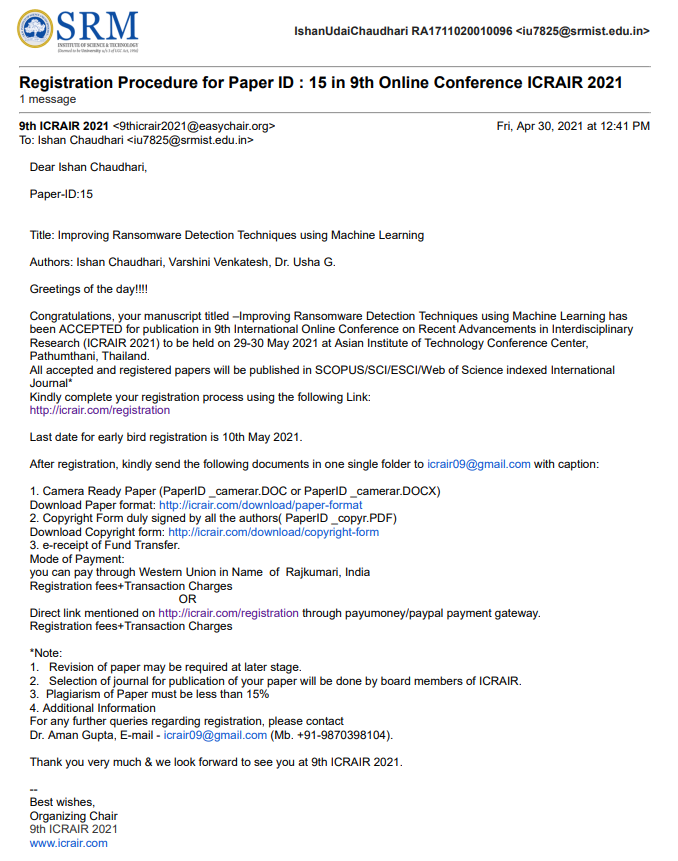 SRM
INSTITUTE OF SCIENCE & TECHNOLOGY
(Deemed to be University u/s 3 of UGC Act, 1956)
IshanUdaiChaudhari RA1711020010096 <iu7825@srmist.edu.in>
Registration Procedure for Paper ID : 15 in 9th Online Conference ICRAIR 2021
1 message
9th ICRAIR 2021 <9thicrair2021@easychair.org>
Fri, Apr 30, 2021 at 12:41 PM
To: Ishan Chaudhari <iu7825@srmist.edu.in>
Dear Ishan Chaudhari,
Paper-ID:15
Title: Improving Ransomware Detection Techniques using Machine Learning
Authors: Ishan Chaudhari, Varshini Venkatesh, Dr. Usha G.
Greetings of the day!!!!
Congratulations, your manuscript titled –Improving Ransomware Detection Techniques using Machine Learning has
been ACCEPTED for publication in 9th International Online Conference on Recent Advancements in Interdisciplinary
Research (ICRAIR 2021) to be held on 29-30 May 2021 at Asian Institute of Technology Conference Center,
Pathumthani, Thailand.
All accepted and registered papers will be published in SCOPUS/SCI/ESCI/Web of Science indexed International
Journal*
Kindly complete your registration process using the following Link:
http://icrair.com/registration
Last date for early bird registration is 10th May 2021.
After registration, kindly send the following documents in one single folder to icrair09@gmail.com with caption:
1. Camera Ready Paper (PaperID _camerar.DOC or PaperID _camerar.DOCX)
Download Paper format: http://icrair.com/download/paper-format
2. Copyright Form duly signed by all the authors( PaperID _copyr.PDF)
Download Copyright form: http://icrair.com/download/copyright-form
3. e-receipt of Fund Transfer.
Mode of Payment:
you can pay through Western Union in Name of Rajkumari, India
Registration fees+Transaction Charges
OR
Direct link mentioned on http://icrair.com/registration through payumoney/paypal payment gateway.
Registration fees+Transaction Charges
*Note:
1. Revision of paper may be required at later stage.
2. Selection of journal for publication of your paper will be done by board members of ICRAIR.
3. Plagiarism of Paper must be less than 15%
4. Additional Information
For any further queries regarding registration, please contact
Dr. Aman Gupta, E-mail - icrair09@gmail.com (Mb. +91-9870398104).
Thank you very much & we look forward to see you at 9th ICRAIR 2021.
--
Best wishes,
Organizing Chair
9th ICRAIR 2021
www.icrair.com